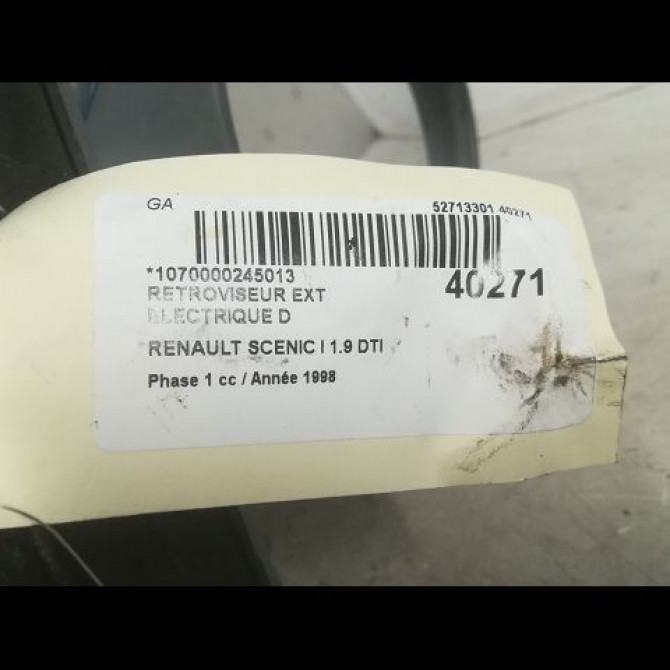 GA
52713301 40271
*1070000245013
40271
RETROVISEUR EXT
ELECTRIQUE D
RENAULT SCENIC I 1.9 DTI
Phase 1 cc / Année 1998